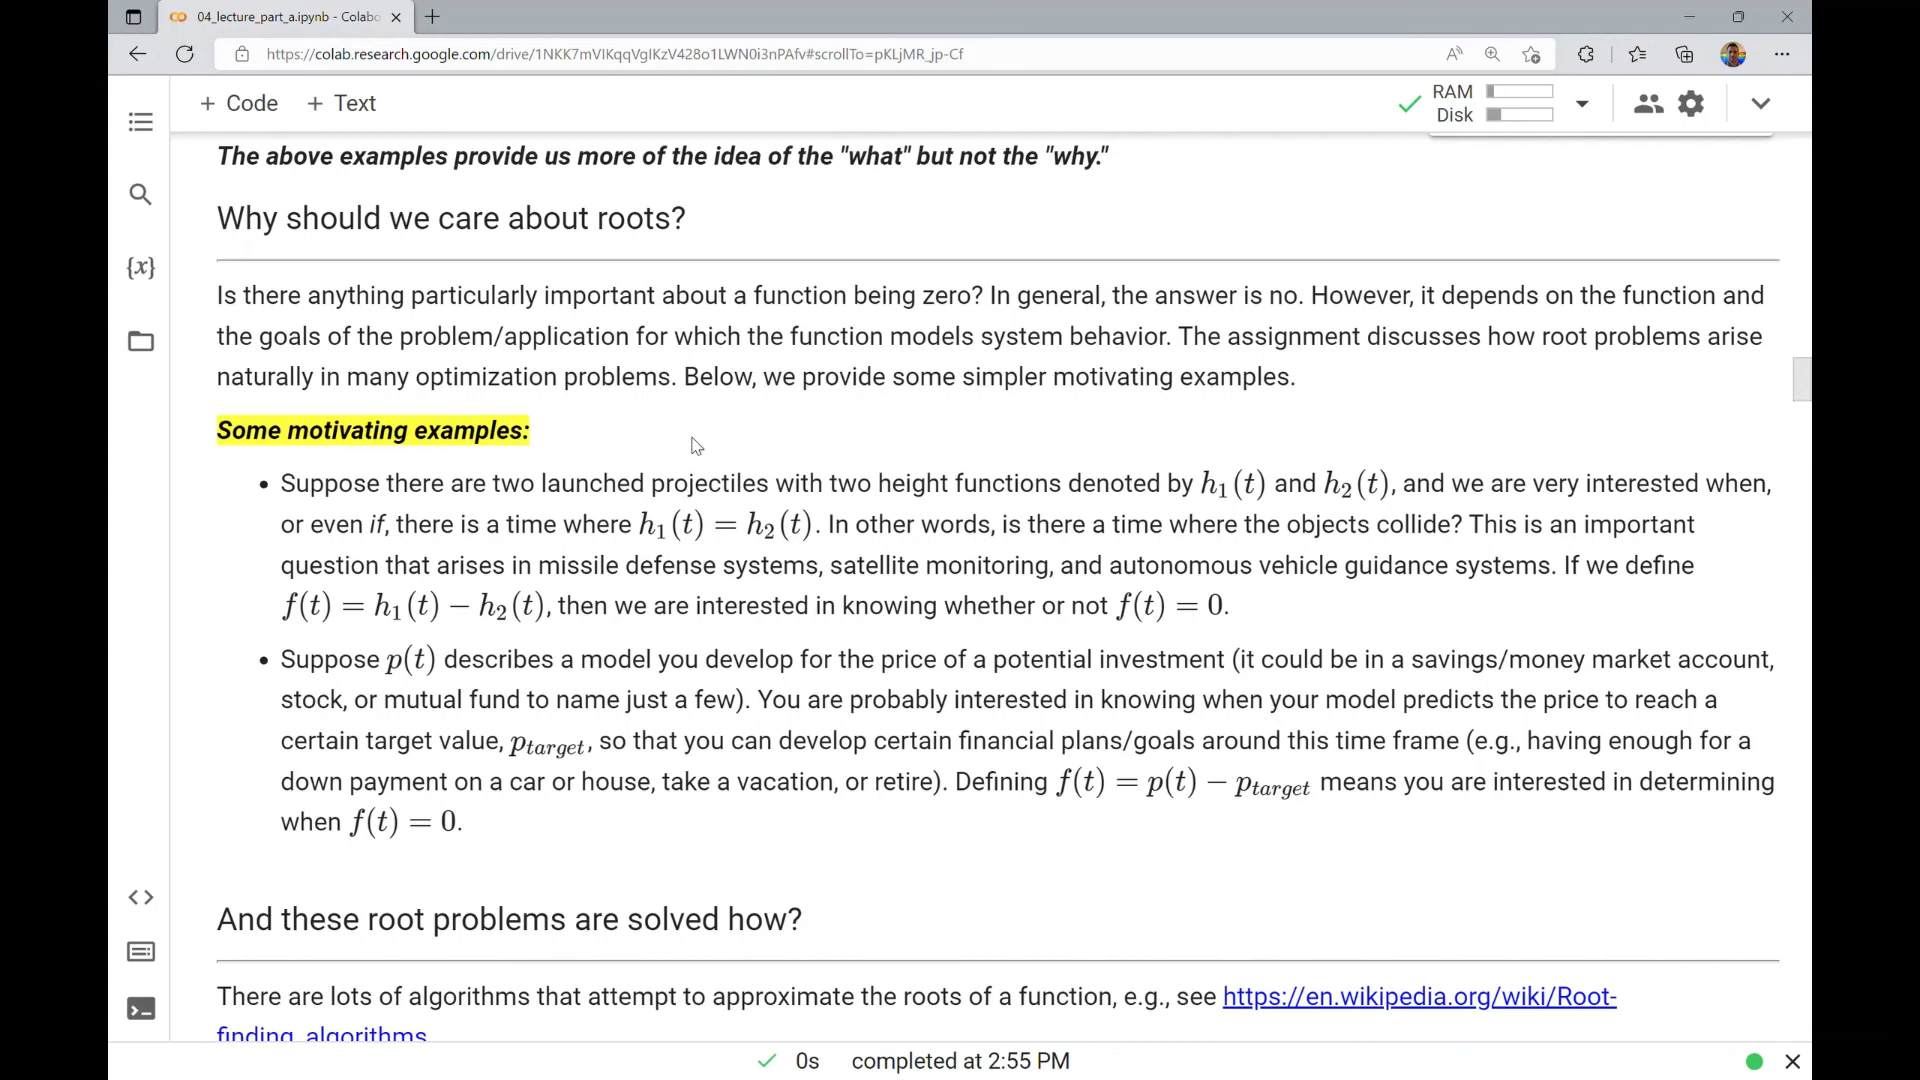 04_lecture_part_a.ipynb - Colabo
https://colab.research.google.com/drive/1NKK7mVIKqqVgIKzV428o1LWN0i3nPAfv#scrollTo=pKLjMR_jp-Cf
+ Code + Text
RAM
Disk
The above examples provide us more of the idea of the "what" but not the "why."
Why should we care about roots?
{x}
Is there anything particularly important about a function being zero? In general, the answer is no. However, it depends on the function and
the goals of the problem/application for which the function models system behavior. The assignment discusses how root problems arise
naturally in many optimization problems. Below, we provide some simpler motivating examples.
Some motivating examples:
• Suppose there are two launched projectiles with two height functions denoted by h₁(t) and h₂(t), and we are very interested when,
or even if, there is a time where h₁(t) = h₂(t). In other words, is there a time where the objects collide? This is an important
question that arises in missile defense systems, satellite monitoring, and autonomous vehicle guidance systems. If we define
f(t) = h₁(t) − h₂(t), then we are interested in knowing whether or not f(t) = 0.
• Suppose p(t) describes a model you develop for the price of a potential investment (it could be in a savings/money market account,
stock, or mutual fund to name just a few). You are probably interested in knowing when your model predicts the price to reach a
certain target value, p_target, so that you can develop certain financial plans/goals around this time frame (e.g., having enough for a
down payment on a car or house, take a vacation, or retire). Defining f(t) = p(t) − p_target means you are interested in determining
when f(t) = 0.
And these root problems are solved how?
There are lots of algorithms that attempt to approximate the roots of a function, e.g., see https://en.wikipedia.org/wiki/Root-
finding_algorithms
0s completed at 2:55 PM